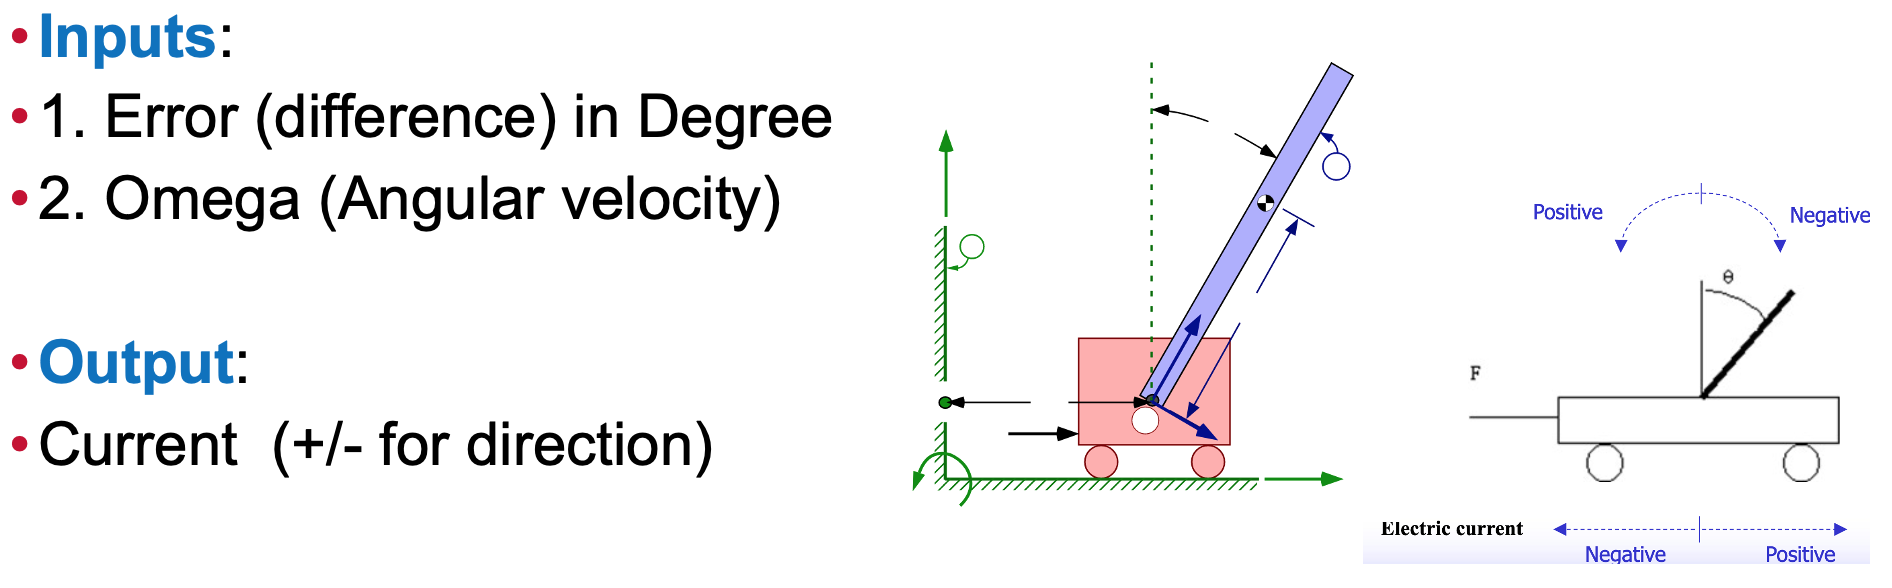 • Inputs:
• 1. Error (difference) in Degree
• 2. Omega (Angular velocity)
• Output:
• Current (+/- for direction)
Positive
Negative
θ
F
Electric current
Negative
Positive